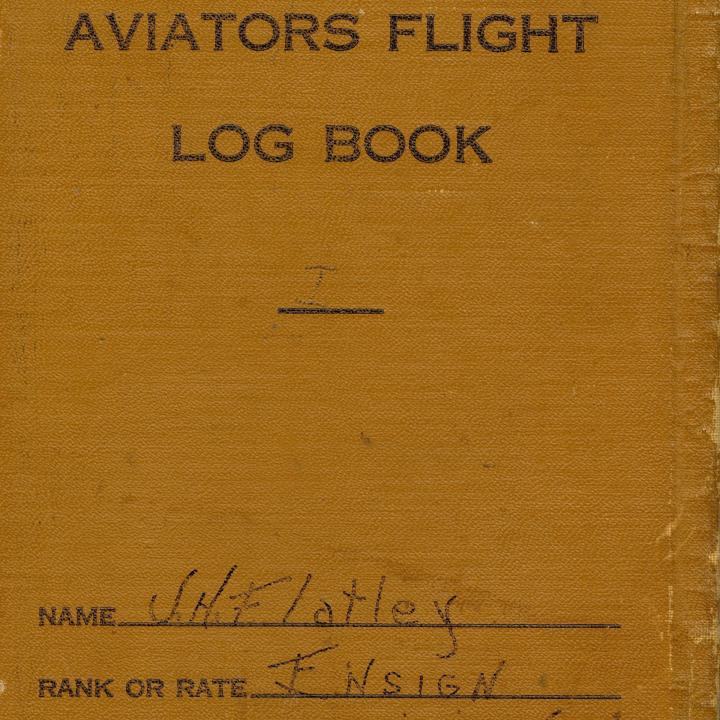 AVIATORS FLIGHT
LOG BOOK
I
NAME J.H. Flatley
RANK OR RATE ENSIGN